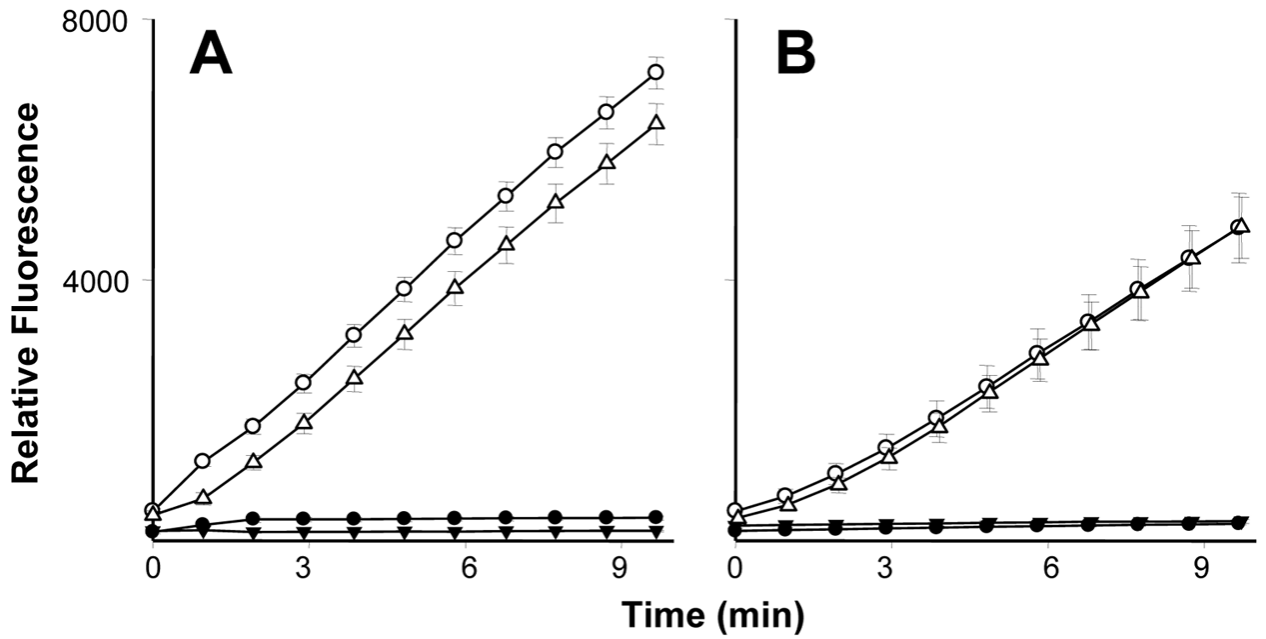 8000
A
B
4000
Relative Fluorescence
0 3 6 9
0 3 6 9
Time (min)